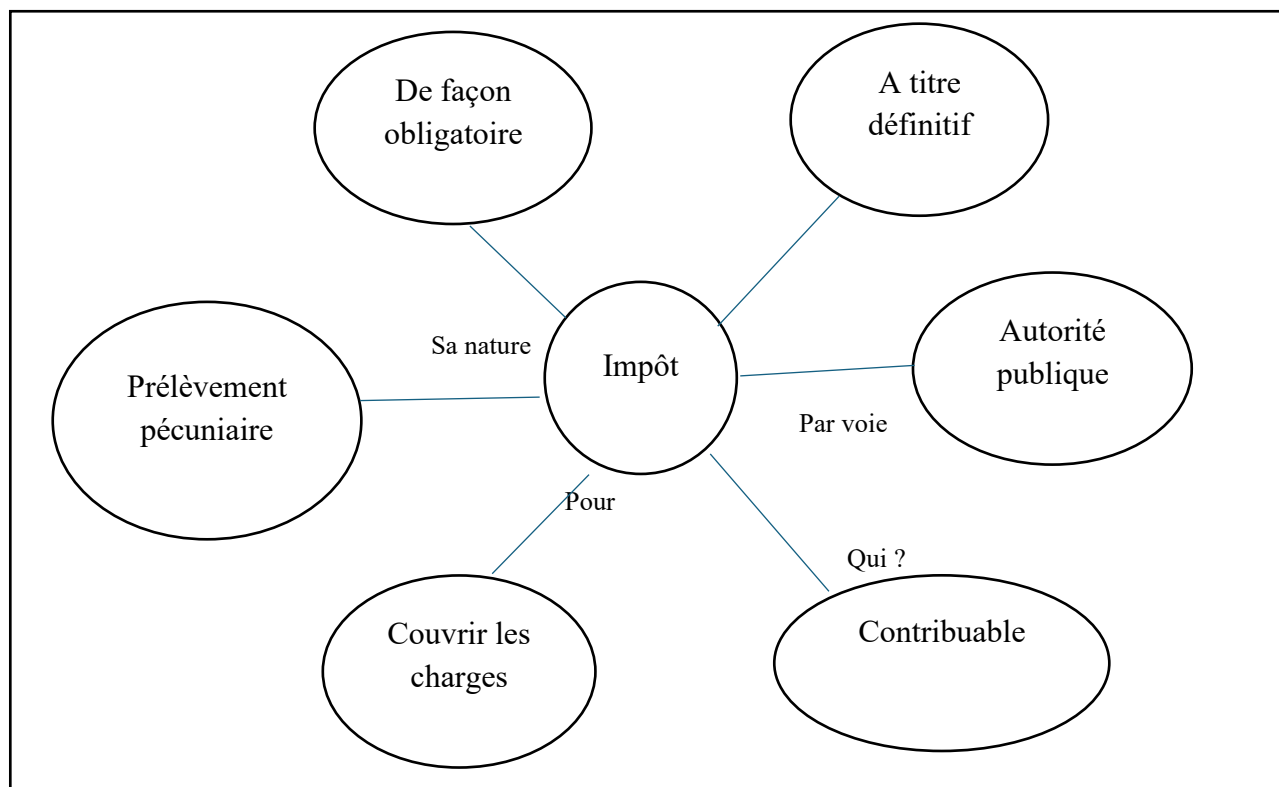 De façon
obligatoire
A titre
définitif
Sa nature
Impôt
Autorité
publique
Prélèvement
pécuniaire
Par voie
Pour
Qui ?
Couvrir les
charges
Contribuable